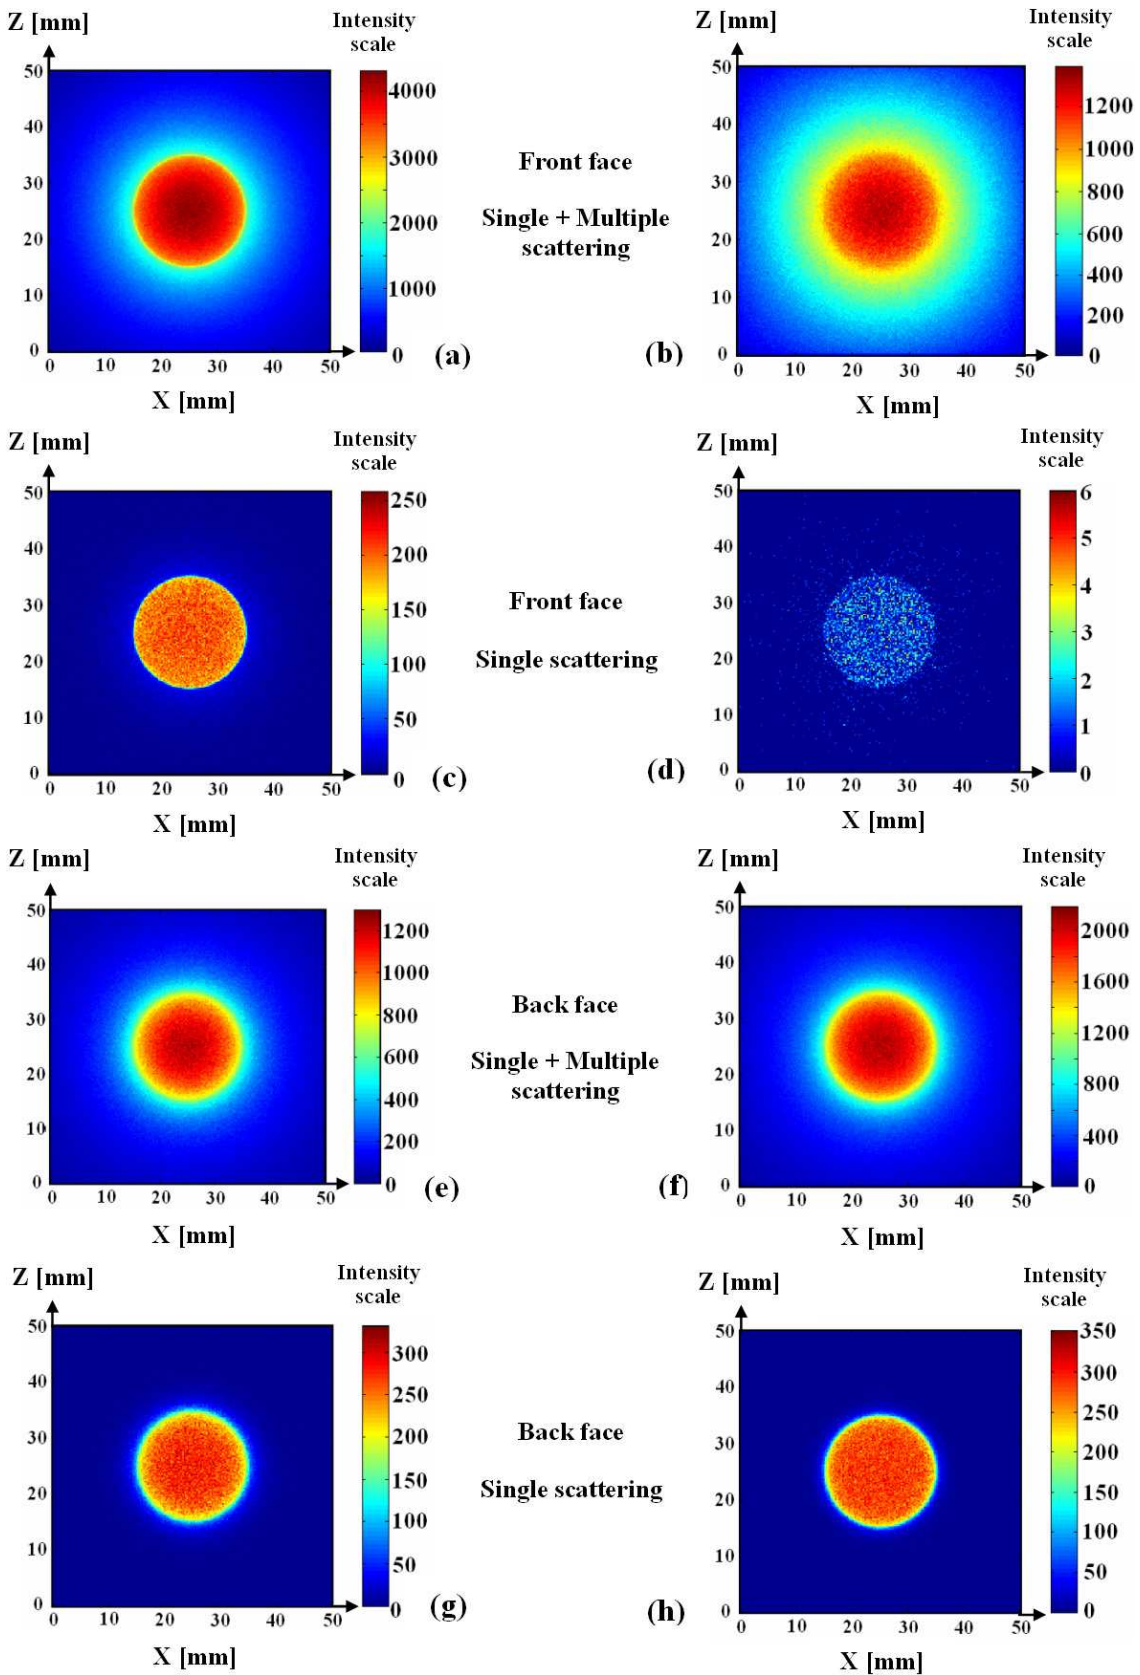 Z [mm]
Intensity
scale
50
40
30
20
10
0
4000
3000
2000
1000
0
0 10 20 30 40 50
X [mm]
(a)
Front face
Single + Multiple
scattering
Z [mm]
Intensity
scale
50
40
30
20
10
0
1200
1000
800
600
400
200
0
0 10 20 30 40 50
X [mm]
(b)
Z [mm]
Intensity
scale
50
40
30
20
10
0
250
200
150
100
50
0
0 10 20 30 40 50
X [mm]
(c)
Front face
Single scattering
Z [mm]
Intensity
scale
50
40
30
20
10
0
6
5
4
3
2
1
0
0 10 20 30 40 50
X [mm]
(d)
Z [mm]
Intensity
scale
50
40
30
20
10
0
1200
1000
800
600
400
200
0
0 10 20 30 40 50
X [mm]
(e)
Back face
Single + Multiple
scattering
Z [mm]
Intensity
scale
50
40
30
20
10
0
2000
1600
1200
800
400
0
0 10 20 30 40 50
X [mm]
(f)
Z [mm]
Intensity
scale
50
40
30
20
10
0
300
250
200
150
100
50
0
0 10 20 30 40 50
X [mm]
(g)
Back face
Single scattering
Z [mm]
Intensity
scale
50
40
30
20
10
0
350
300
250
200
150
100
50
0
0 10 20 30 40 50
X [mm]
(h)